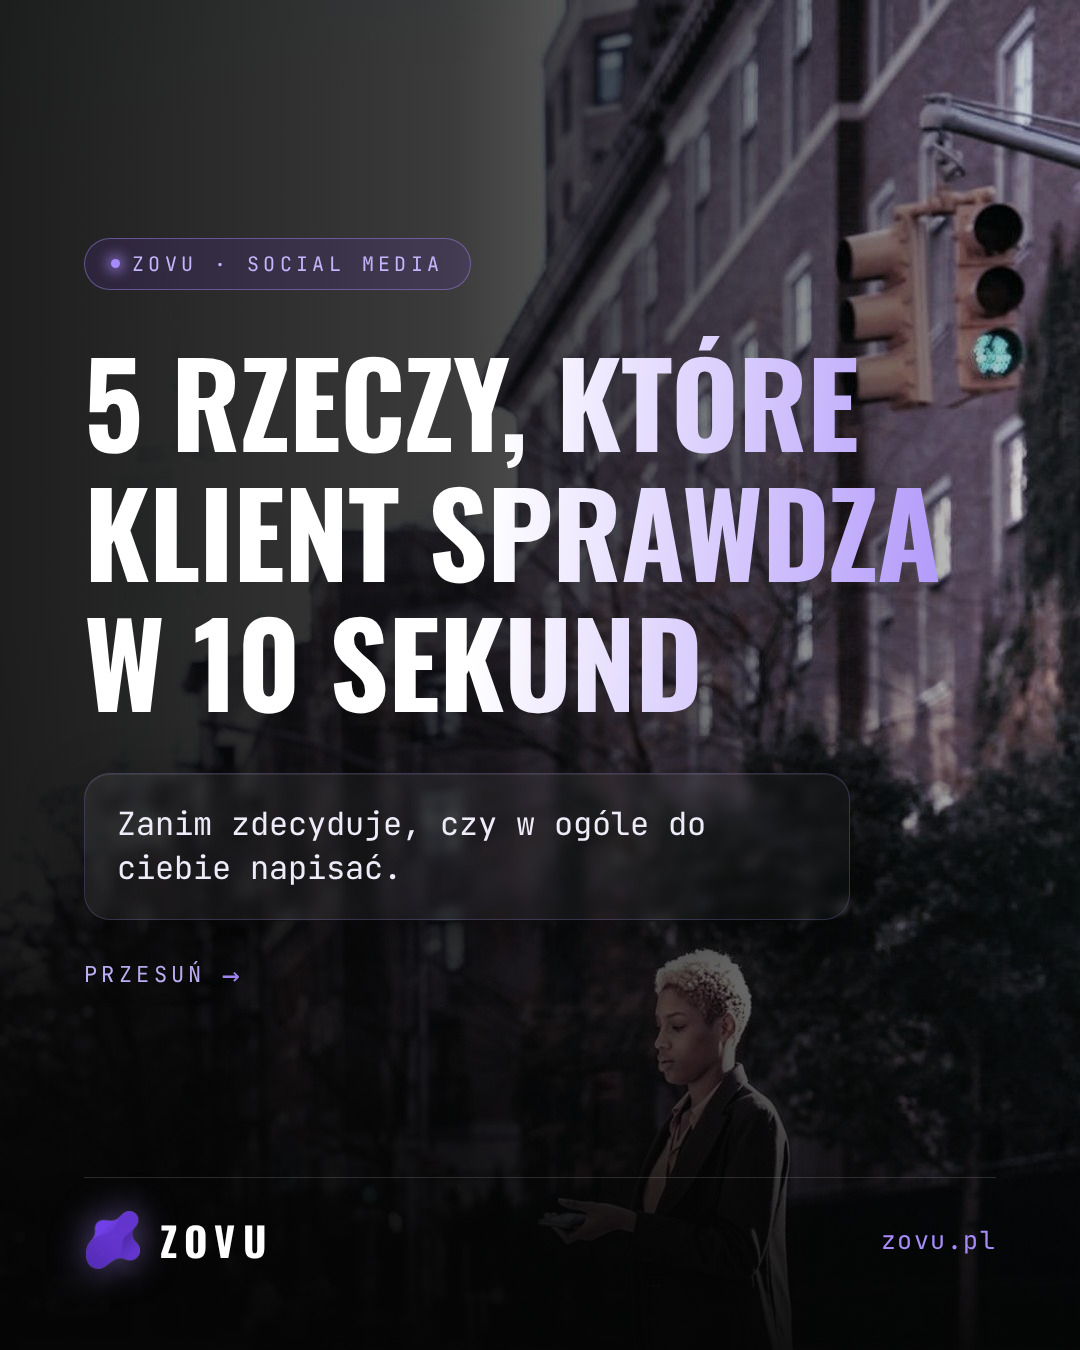 ZOVU · SOCIAL MEDIA
5 RZECZY, KTÓRE
KLIENT SPRAWDZA
W 10 SEKUND
Zanim zdecyduje, czy w ogóle do
ciebie napisać.
PRZESUŃ →
ZOVU
zovu.pl